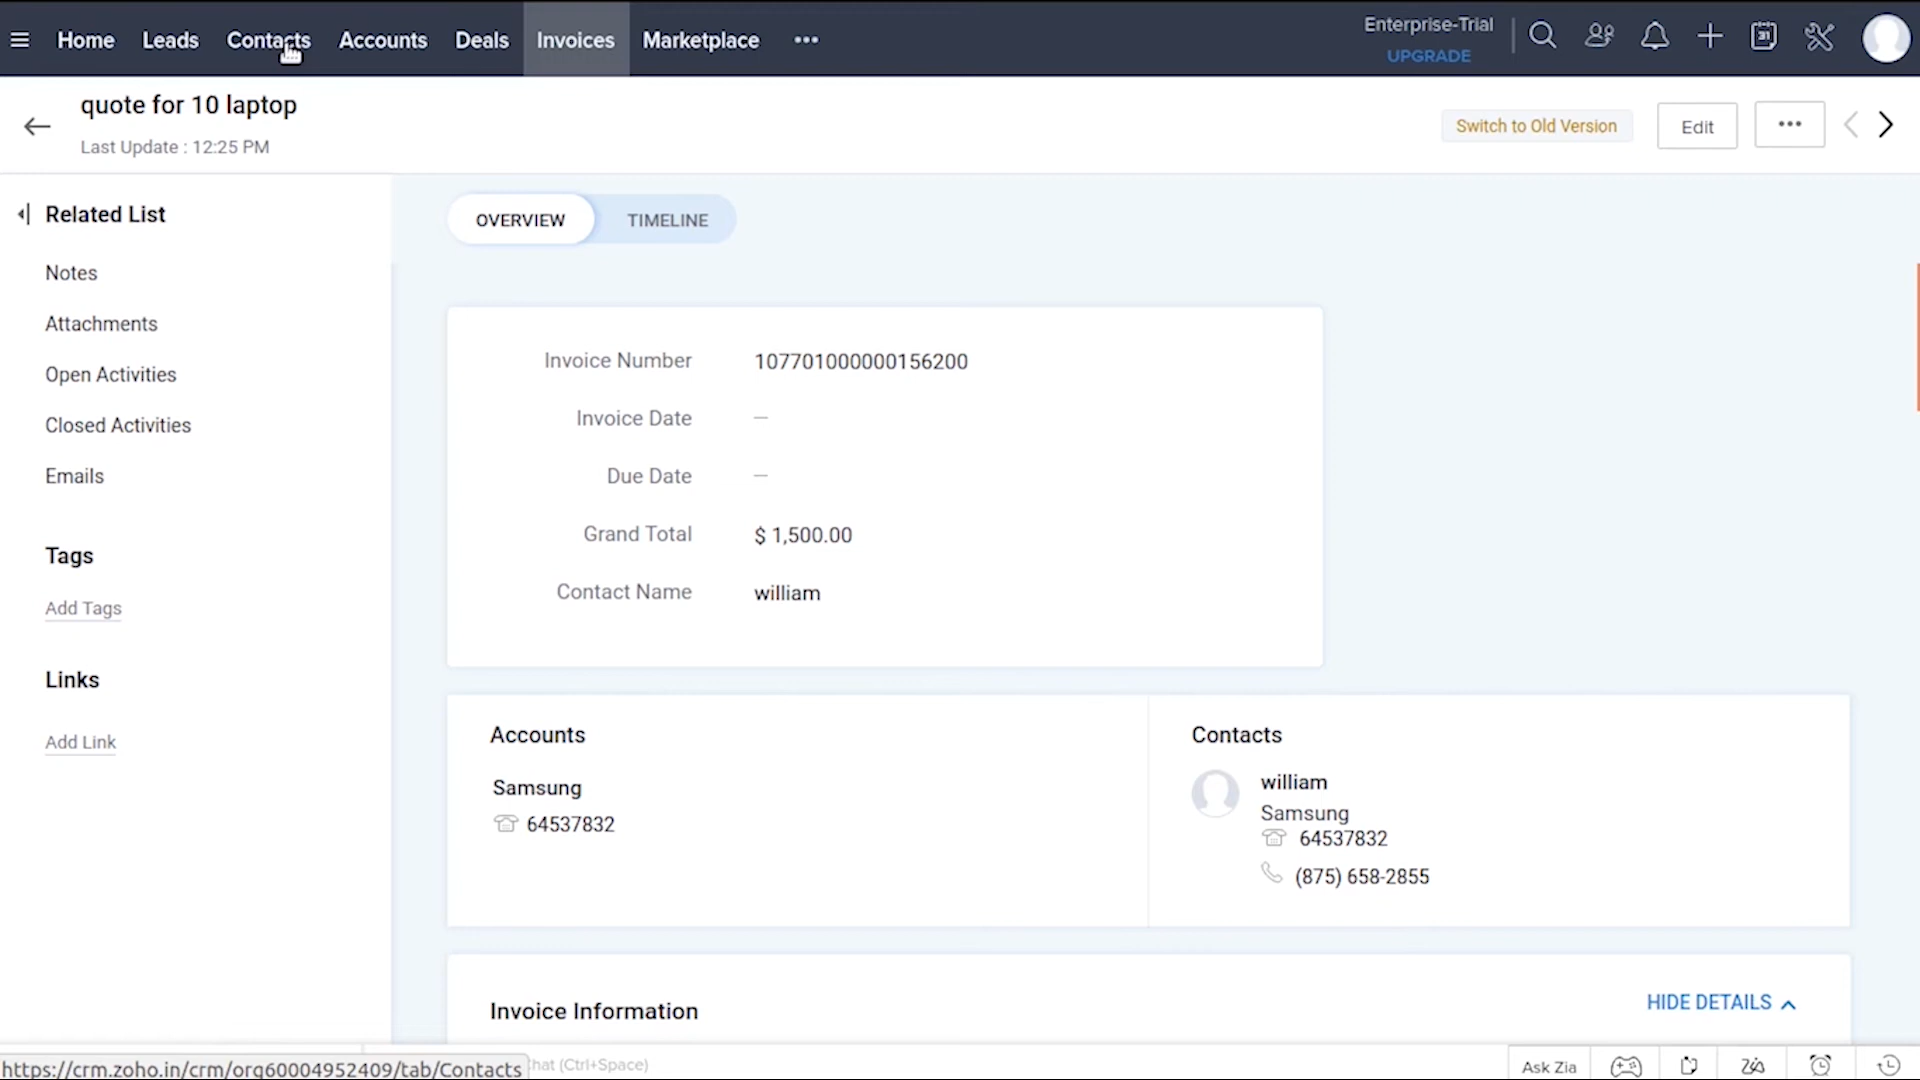 Home Leads Contacts Accounts Deals Invoices Marketplace ••• Enterprise-Trial
UPGRADE
31
quote for 10 laptop
Last Update : 12:25 PM
Switch to Old Version Edit •••
Related List
Notes
Attachments
Open Activities
Closed Activities
Emails
Tags
Add Tags
Links
Add Link
OVERVIEW TIMELINE
Invoice Number 107701000000156200
Invoice Date —
Due Date —
Grand Total $ 1,500.00
Contact Name william
Accounts
Samsung
64537832
Contacts
william
Samsung
64537832
(875) 658-2855
Invoice Information HIDE DETAILS
https://crm.zoho.in/crm/org60004952409/tab/Contacts hat (Ctrl+Space) Ask Zia